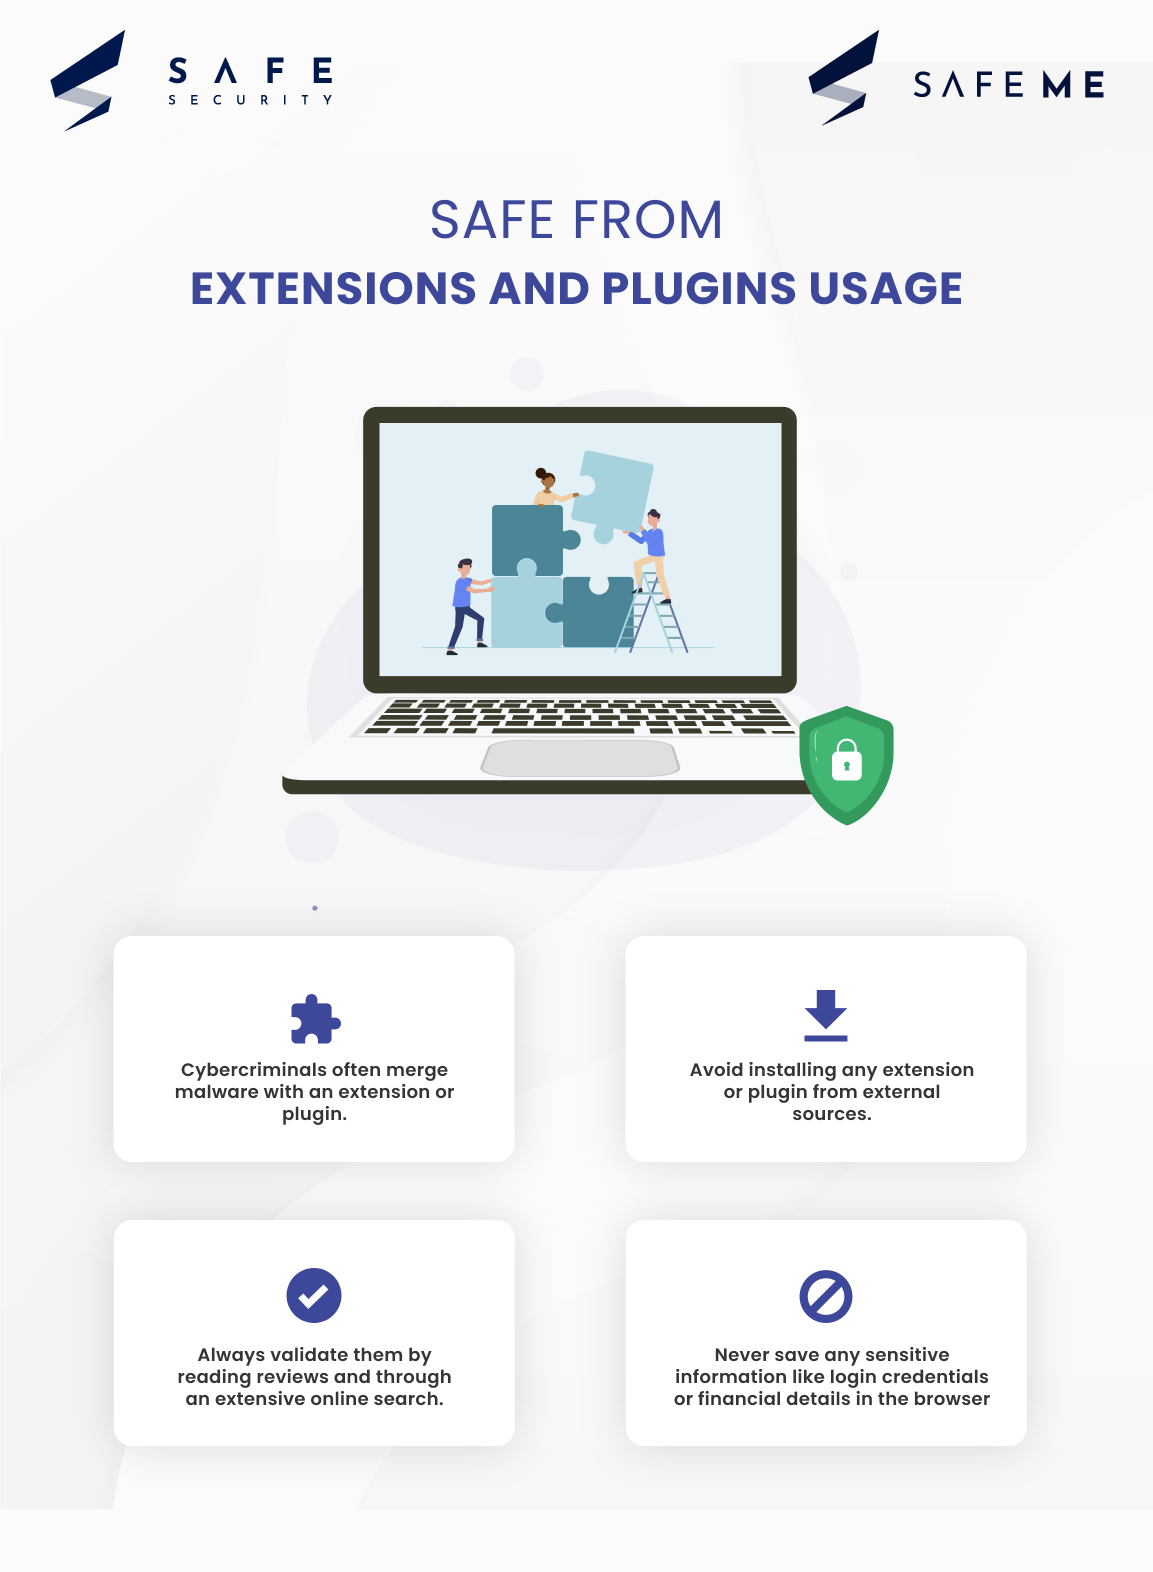 SAFE
SECURITY
SAFE ME
SAFE FROM
EXTENSIONS AND PLUGINS USAGE
Cybercriminals often merge
malware with an extension or
plugin.
Avoid installing any extension
or plugin from external
sources.
Always validate them by
reading reviews and through
an extensive online search.
Never save any sensitive
information like login credentials
or financial details in the browser